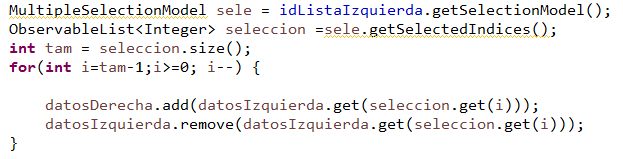 MultipleSelectionModel sele = idListaIzquierda.getSelectionModel();
ObservableList<Integer> seleccion =sele.getSelectedIndices();
int tam = seleccion.size();
for(int i=tam-1;i>=0; i--) {
datosDerecha.add(datosIzquierda.get(seleccion.get(i)));
datosIzquierda.remove(datosIzquierda.get(seleccion.get(i)));
}